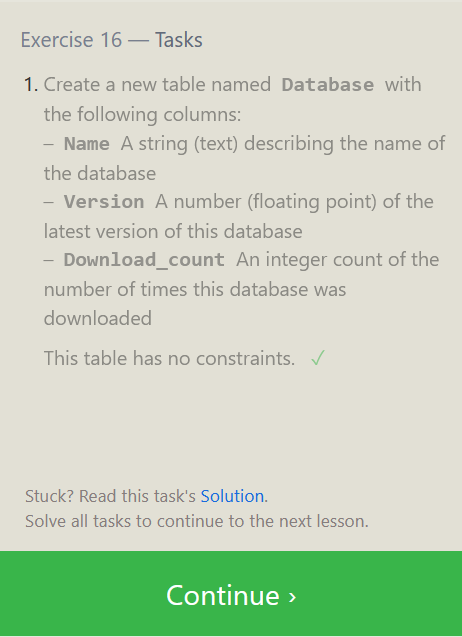 Exercise 16 — Tasks
1. Create a new table named Database with
the following columns:
– Name A string (text) describing the name of
the database
– Version A number (floating point) of the
latest version of this database
– Download_count An integer count of the
number of times this database was
downloaded
This table has no constraints. ✓
Stuck? Read this task's Solution.
Solve all tasks to continue to the next lesson.
Continue ›